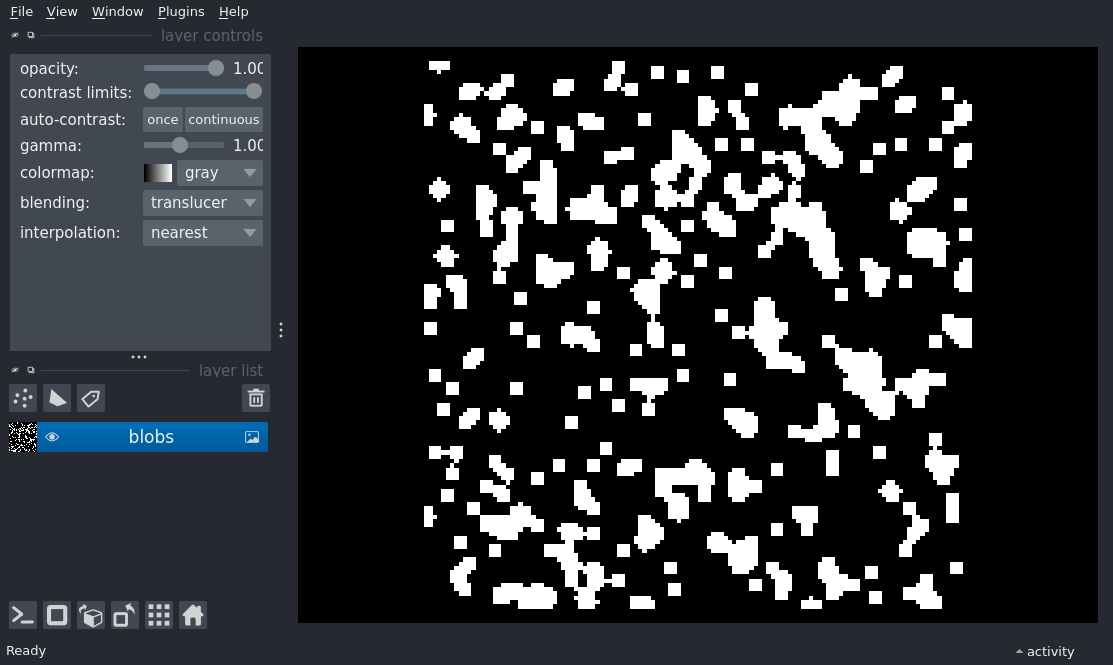 File View Window Plugins Help
layer controls
opacity: 1.00
contrast limits:
auto-contrast: once continuous
gamma: 1.00
colormap: gray
blending: translucer
interpolation: nearest
layer list
blobs
Ready
activity